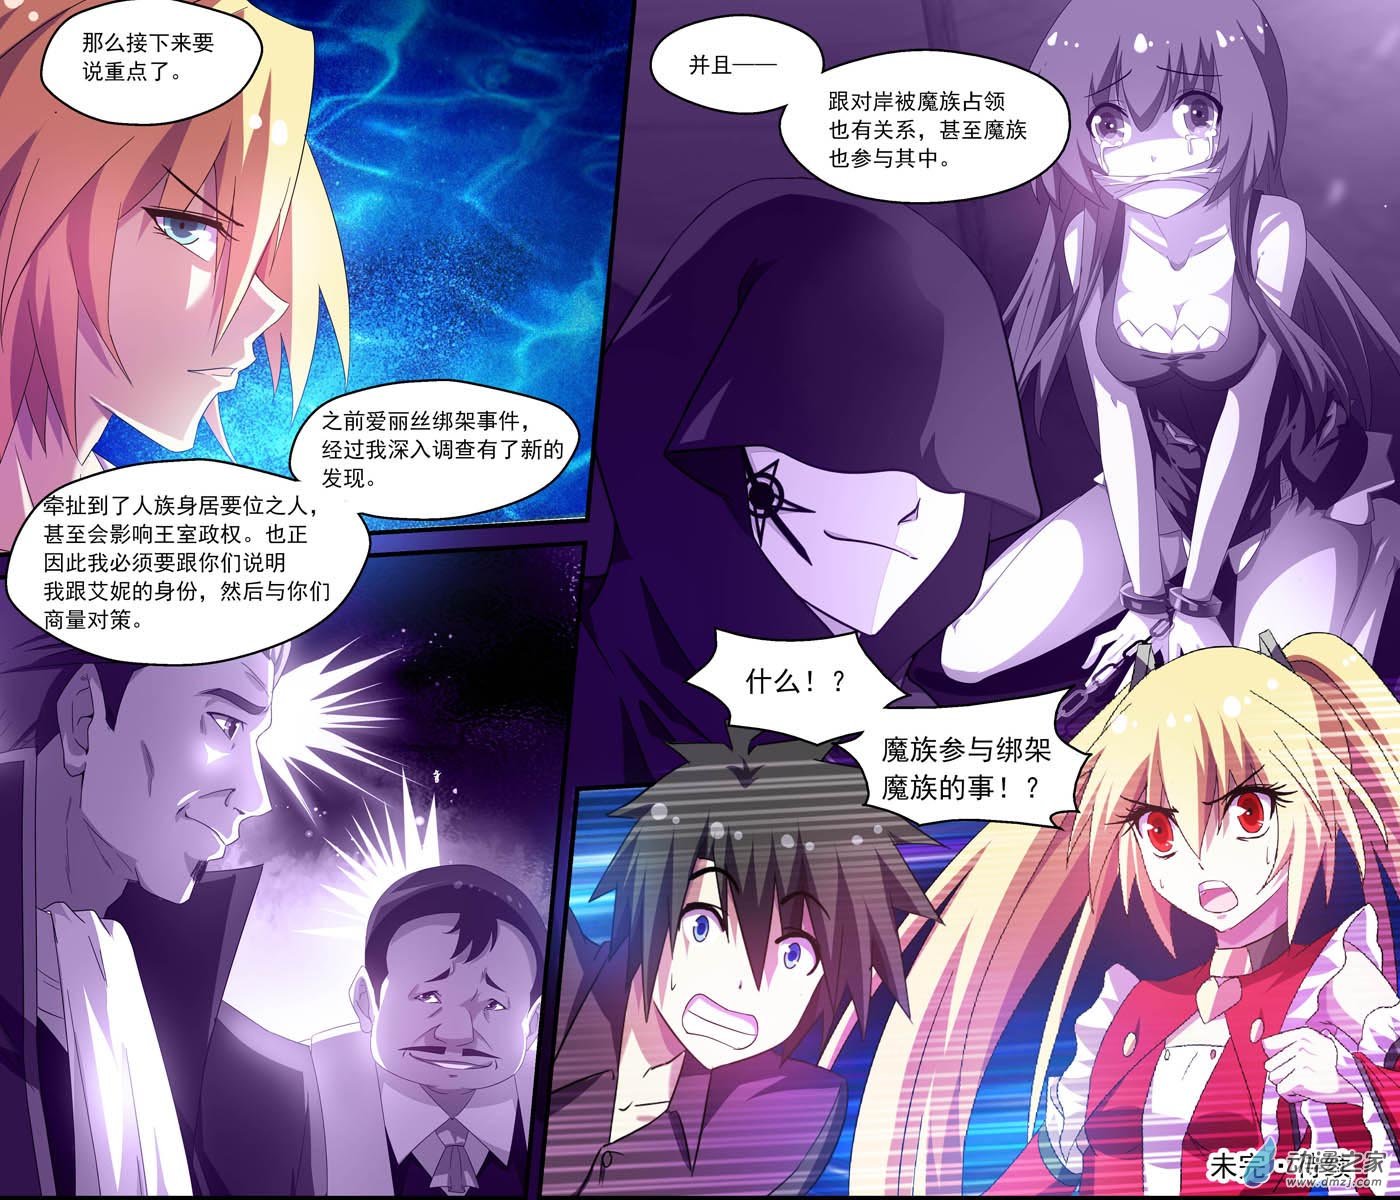 那么接下来要
说重点了。
之前爱丽丝绑架事件，
经过我深入调查有了新的
发现。
牵扯到了人族身居要位之人，
甚至会影响王室政权。也正
因此我必须要跟你们说明
我跟艾妮的身份，然后与你们
商量对策。
并且——
跟对岸被魔族占领
也有关系，甚至魔族
也参与其中。
什么！？
魔族参与绑架
魔族的事！？
未完
动漫之家
www.dmzj.com